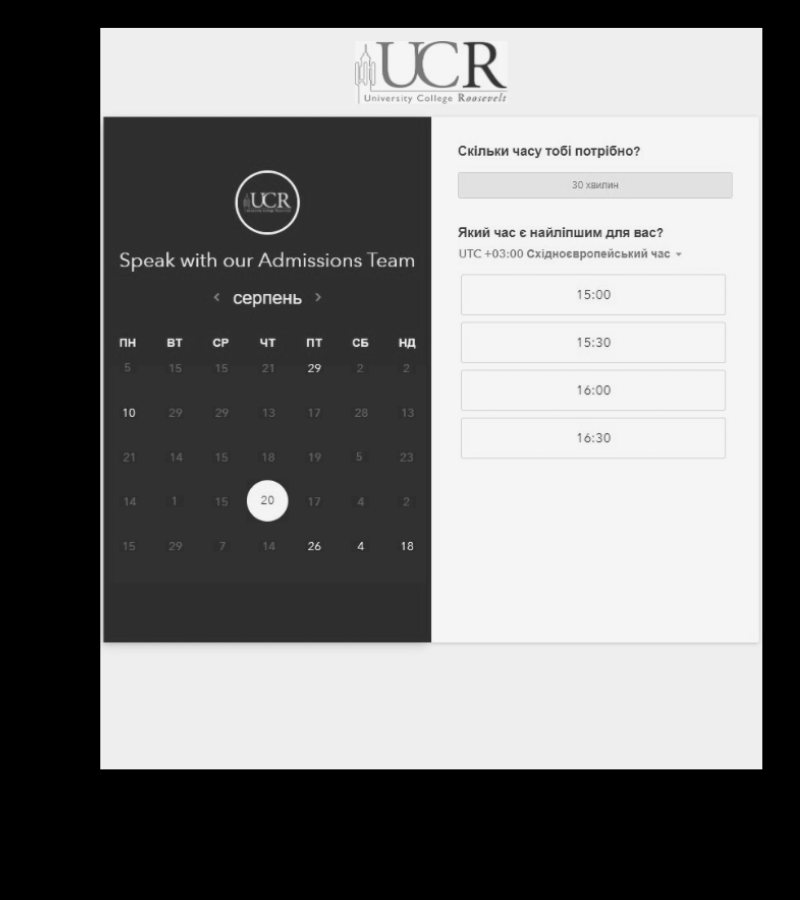 UCR
University College Roosevelt
UCR
Speak with our Admissions Team
< серпень >
ПН ВТ СР ЧТ ПТ СБ НД
5 15 15 21 29 2 2
10 29 29 13 17 28 13
21 14 15 18 19 5 23
14 1 15 20 17 4 2
15 29 7 14 26 4 18
Скільки часу тобі потрібно?
30 хвилин
Який час є найліпшим для вас?
UTC +03:00 Східноєвропейський час
15:00
15:30
16:00
16:30